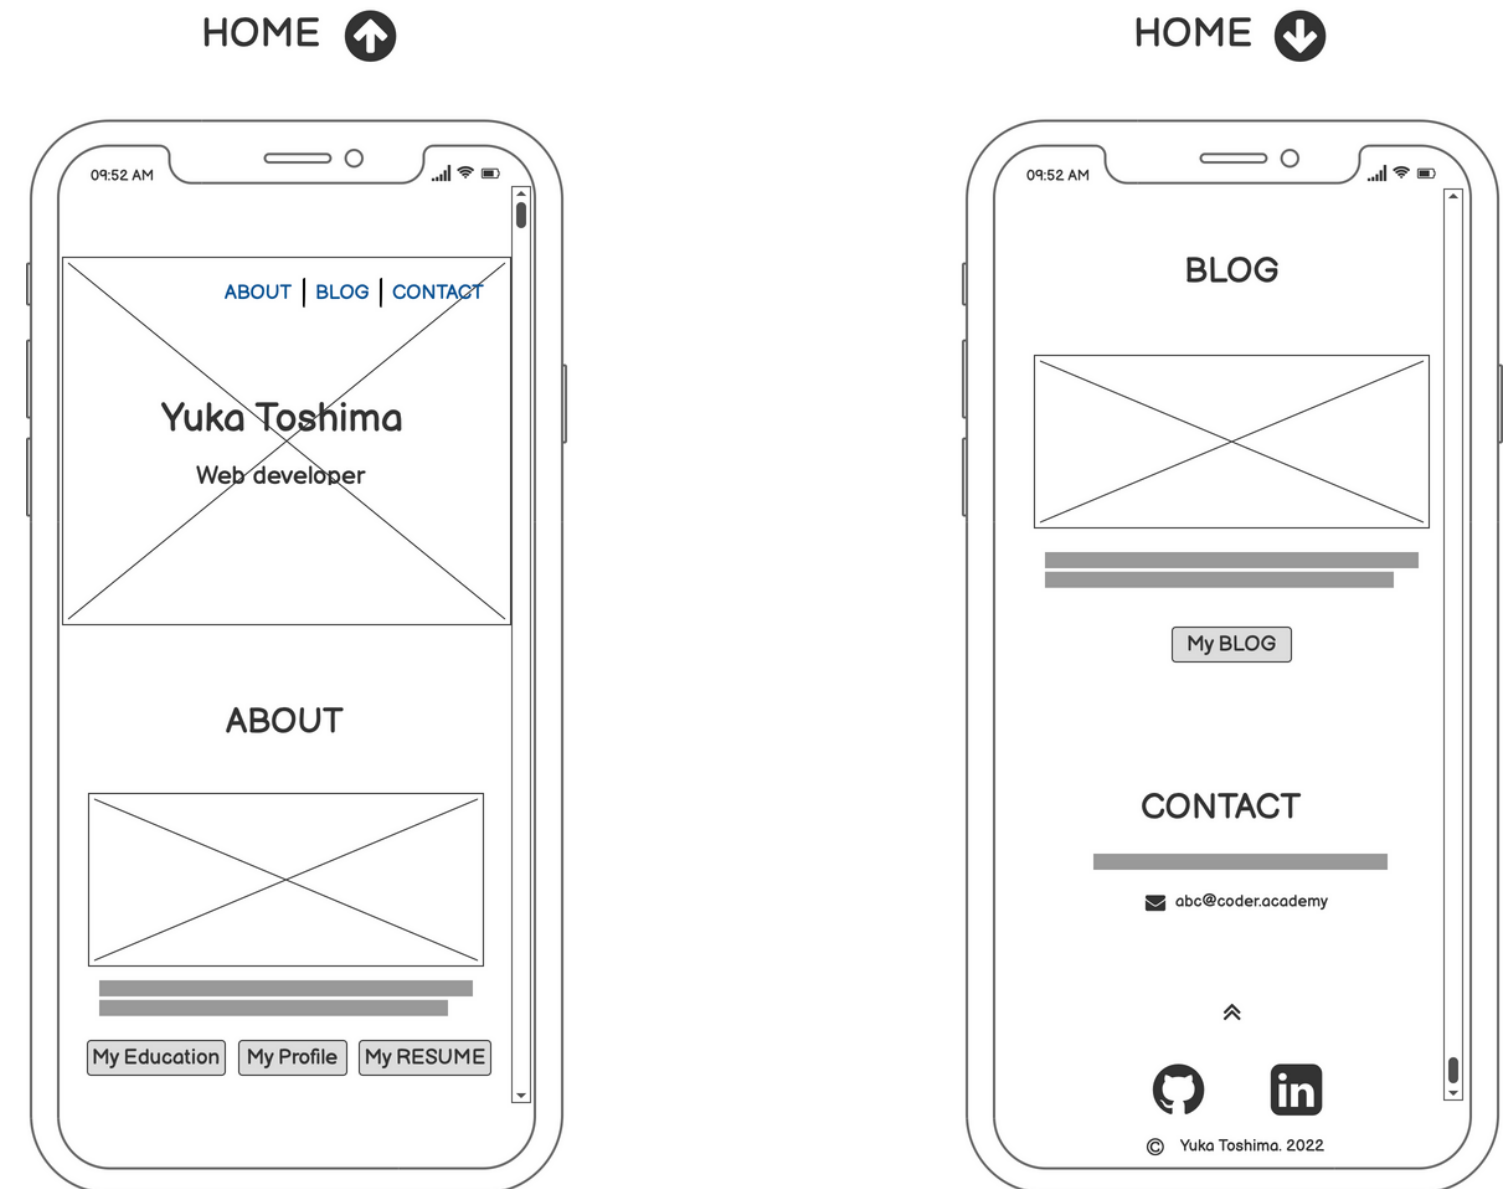 HOME
09:52 AM
ABOUT | BLOG | CONTACT
Yuka Toshima
Web developer
ABOUT
My Education
My Profile
My RESUME
HOME
09:52 AM
BLOG
My BLOG
CONTACT
abc@coder.academy
in
© Yuka Toshima. 2022